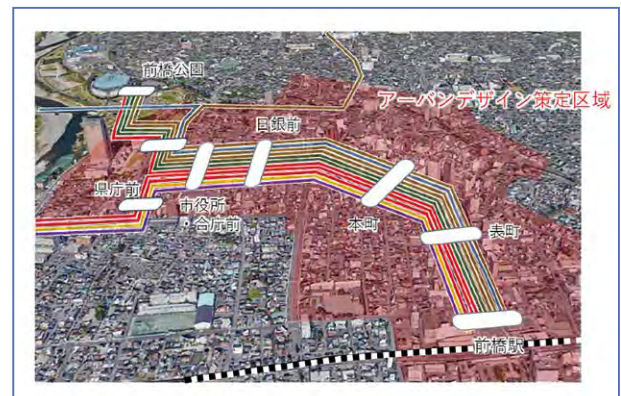 前橋公園
アーバンデザイン策定区域
日銀前
県庁前
市役所
・合庁前
本町
表町
前橋駅